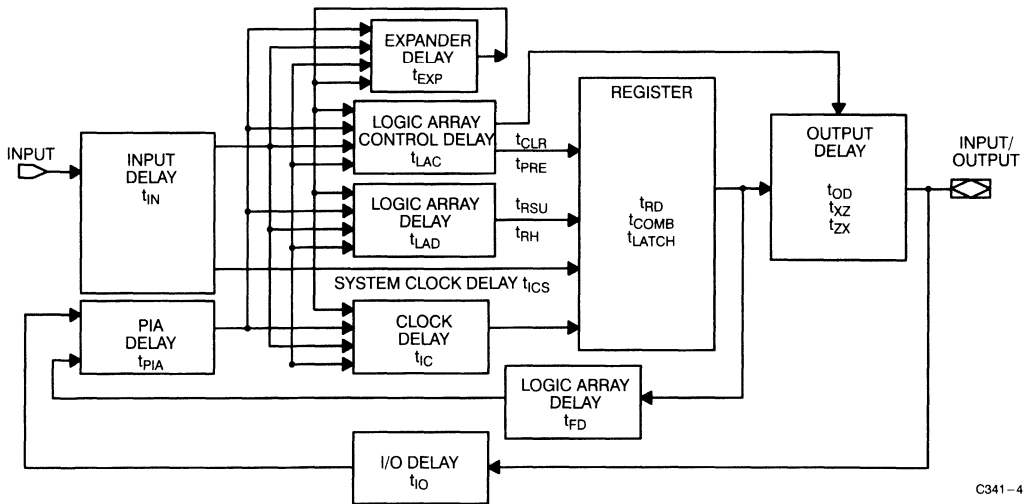 EXPANDER
DELAY
tEXP
LOGIC ARRAY
CONTROL DELAY
tLAC
tCLR
tPRE
REGISTER
tRD
tCOMB
tLATCH
OUTPUT
DELAY
tOD
tXZ
tZX
INPUT/
OUTPUT
INPUT
INPUT
DELAY
tIN
LOGIC ARRAY
DELAY
tLAD
tRSU
tRH
SYSTEM CLOCK DELAY tICS
PIA
DELAY
tPIA
CLOCK
DELAY
tIC
LOGIC ARRAY
DELAY
tFD
I/O DELAY
tIO
C341–4